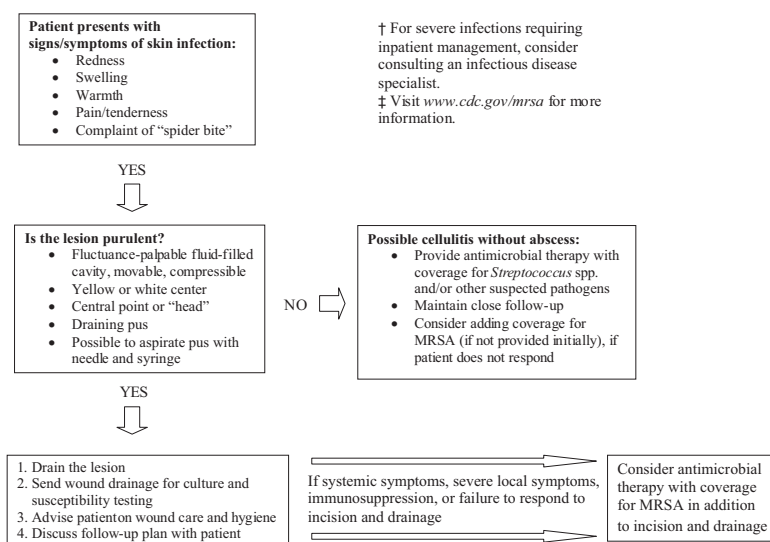 Patient presents with
signs/symptoms of skin infection:
• Redness
• Swelling
• Warmth
• Pain/tenderness
• Complaint of “spider bite”
† For severe infections requiring
inpatient management, consider
consulting an infectious disease
specialist.
‡ Visit www.cdc.gov/mrsa for more
information.
YES
Is the lesion purulent?
• Fluctuance-palpable fluid-filled
cavity, movable, compressible
• Yellow or white center
• Central point or “head”
• Draining pus
• Possible to aspirate pus with
needle and syringe
NO
Possible cellulitis without abscess:
• Provide antimicrobial therapy with
coverage for Streptococcus spp.
and/or other suspected pathogens
• Maintain close follow-up
• Consider adding coverage for
MRSA (if not provided initially), if
patient does not respond
YES
1. Drain the lesion
2. Send wound drainage for culture and
susceptibility testing
3. Advise patienton wound care and hygiene
4. Discuss follow-up plan with patient
If systemic symptoms, severe local symptoms,
immunosuppression, or failure to respond to
incision and drainage
Consider antimicrobial
therapy with coverage
for MRSA in addition
to incision and drainage